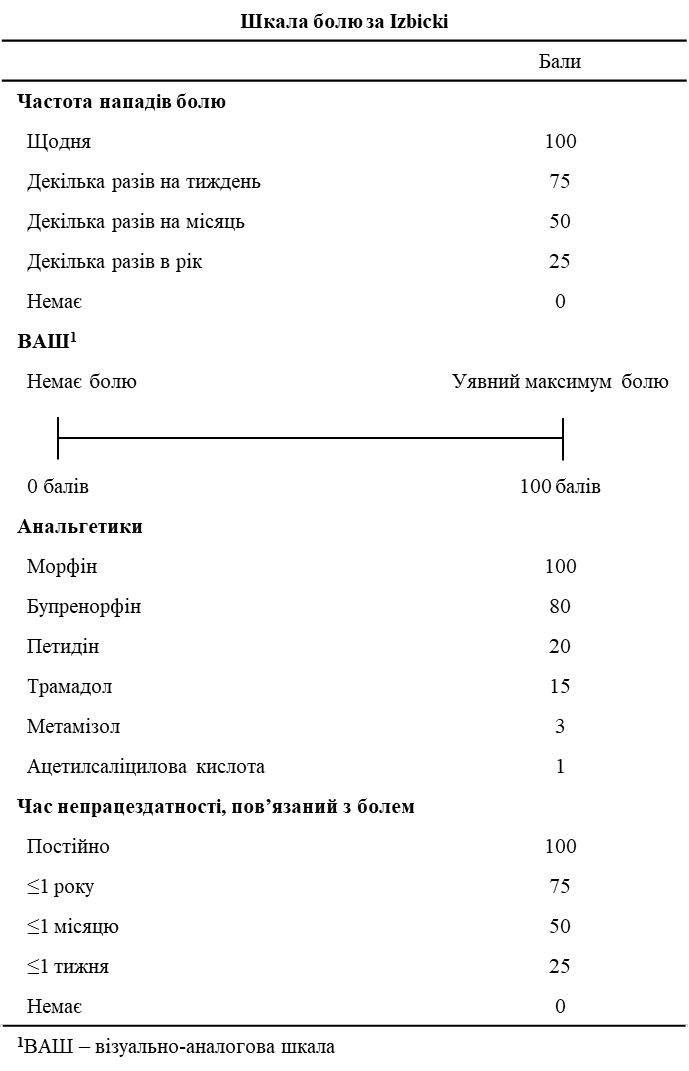 Шкала болю за Izbicki
Бали
Частота нападів болю
Щодня 100
Декілька разів на тиждень 75
Декілька разів на місяць 50
Декілька разів в рік 25
Немає 0
ВАШ¹
Немає болю Уявний максимум болю
0 балів 100 балів
Анальгетики
Морфін 100
Бупренорфін 80
Петидін 20
Трамадол 15
Метамізол 3
Ацетилсаліцилова кислота 1
Час непрацездатності, пов’язаний з болем
Постійно 100
≤1 року 75
≤1 місяцю 50
≤1 тижня 25
Немає 0
¹ВАШ – візуально-аналогова шкала